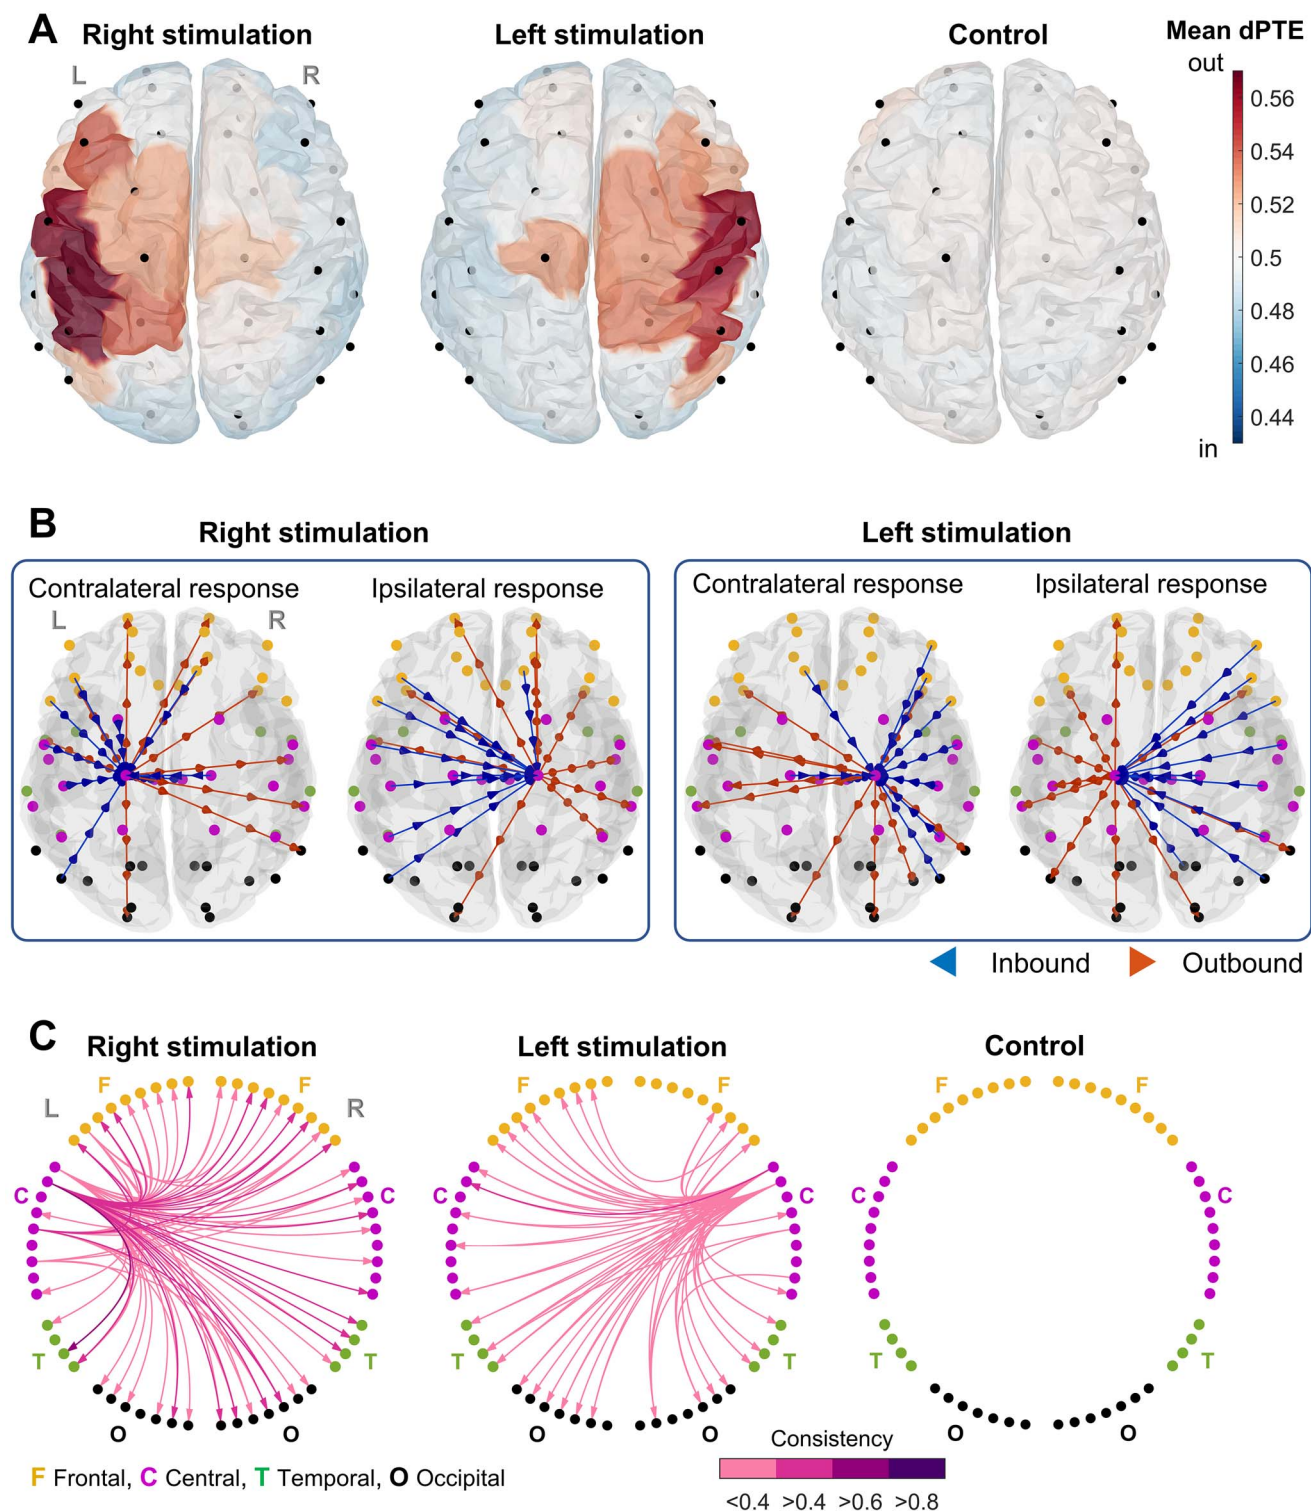 A
Right stimulation
Left stimulation
Control
Mean dPTE
out
L
R
0.56
0.54
0.52
0.5
0.48
0.46
0.44
in
B
Right stimulation
Left stimulation
Contralateral response
Ipsilateral response
Contralateral response
Ipsilateral response
L
R
Inbound
Outbound
C
Right stimulation
Left stimulation
Control
F
F
F
F
F
F
L
R
C
C
C
C
C
C
T
T
T
T
T
T
O
O
O
O
O
O
Consistency
F Frontal, C Central, T Temporal, O Occipital
<0.4 >0.4 >0.6 >0.8